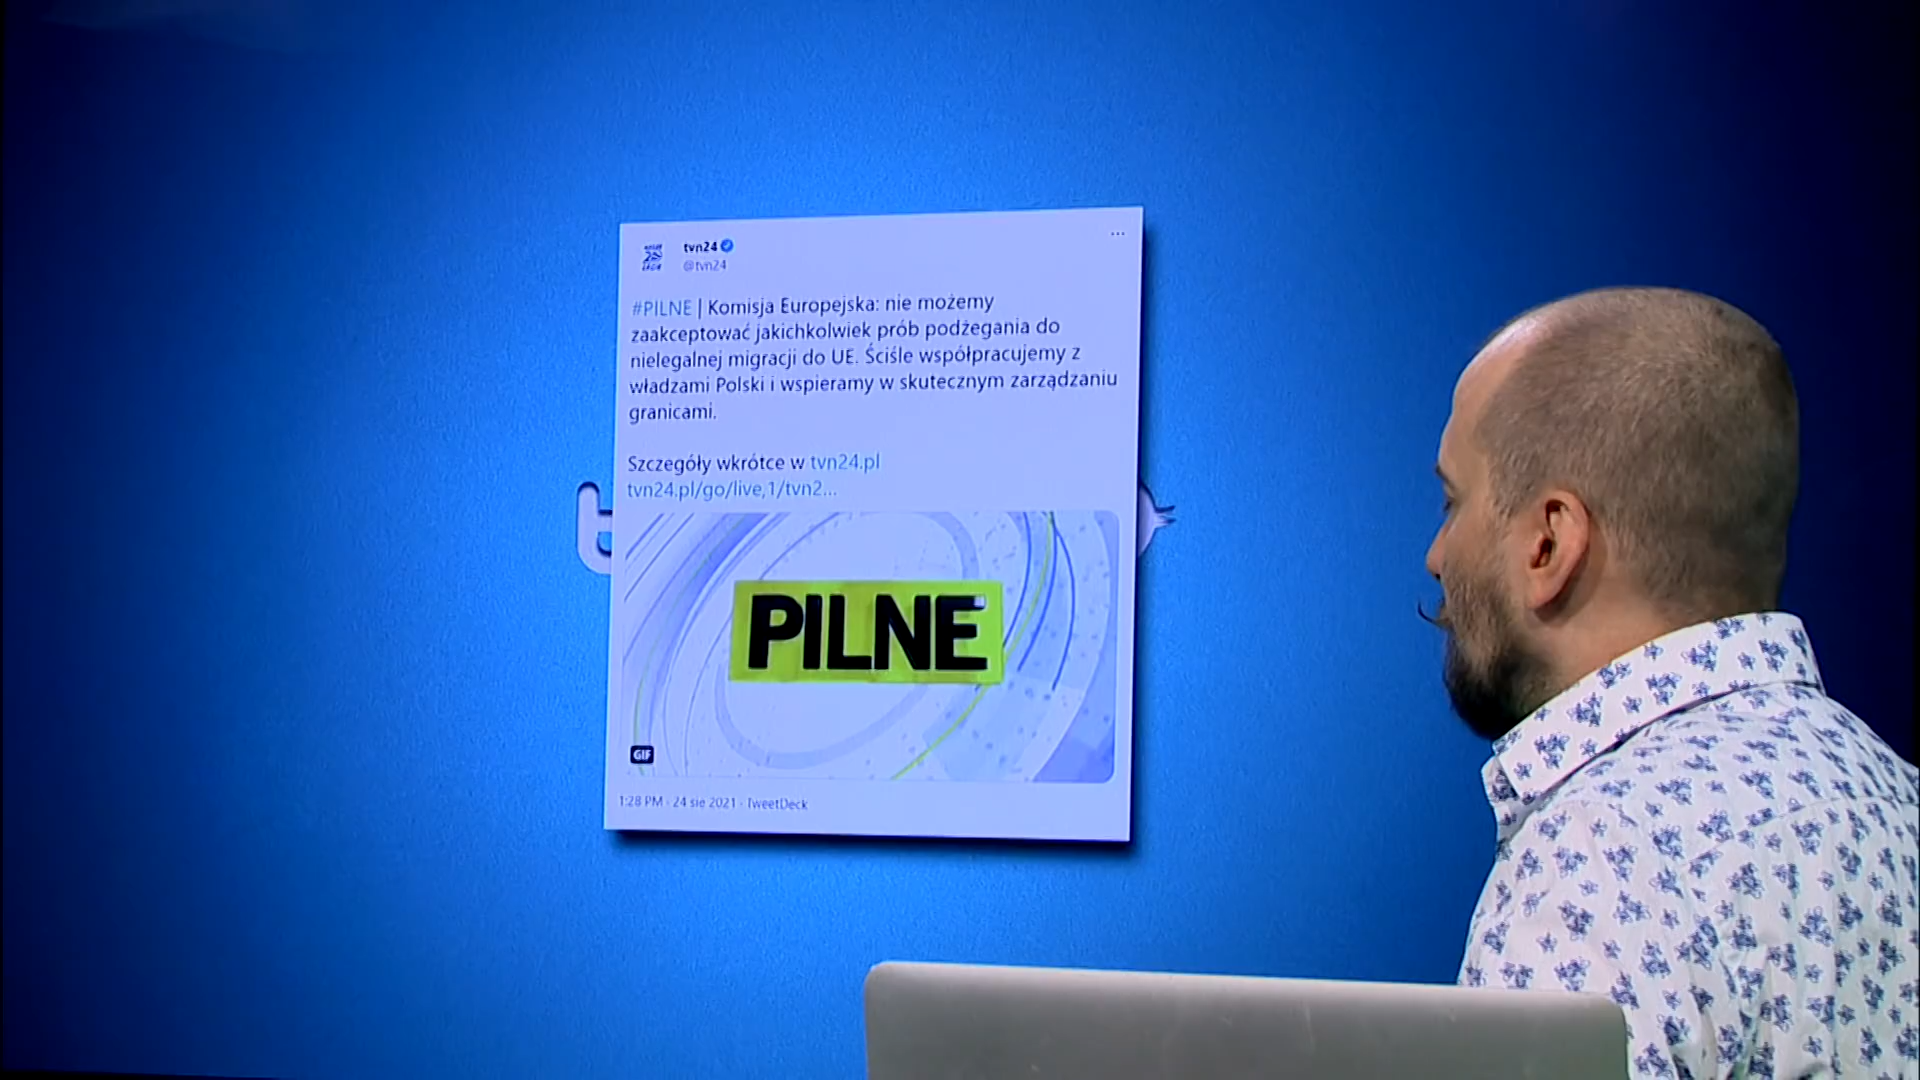 tvn24
@tvn24
#PILNE | Komisja Europejska: nie możemy
zaakceptować jakichkolwiek prób podżegania do
nielegalnej migracji do UE. Ściśle współpracujemy z
władzami Polski i wspieramy w skutecznym zarządzaniu
granicami.
Szczegóły wkrótce w tvn24.pl
tvn24.pl/go/live,1/tvn2...
PILNE
GIF
1:28 PM · 24 sie 2021 · TweetDeck